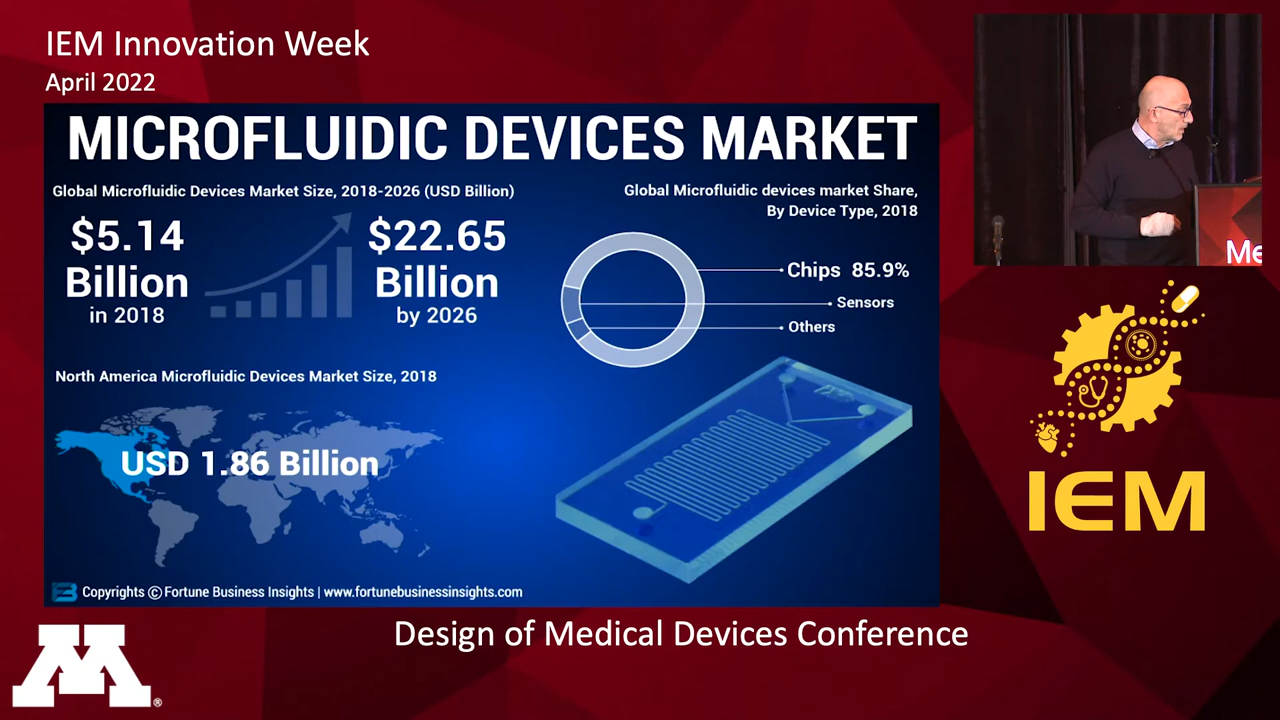 IEM Innovation Week
April 2022
MICROFLUIDIC DEVICES MARKET
Global Microfluidic Devices Market Size, 2018-2026 (USD Billion)
$5.14
Billion
in 2018
$22.65
Billion
by 2026
Global Microfluidic devices market Share,
By Device Type, 2018
Chips 85.9%
Sensors
Others
North America Microfluidic Devices Market Size, 2018
USD 1.86 Billion
Copyrights © Fortune Business Insights | www.fortunebusinessinsights.com
Me
IEM
Design of Medical Devices Conference
M®